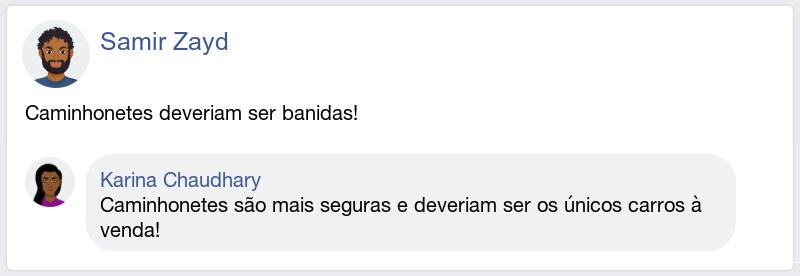 Samir Zayd
Caminhonetes deveriam ser banidas!
Karina Chaudhary
Caminhonetes são mais seguras e deveriam ser os únicos carros à
venda!